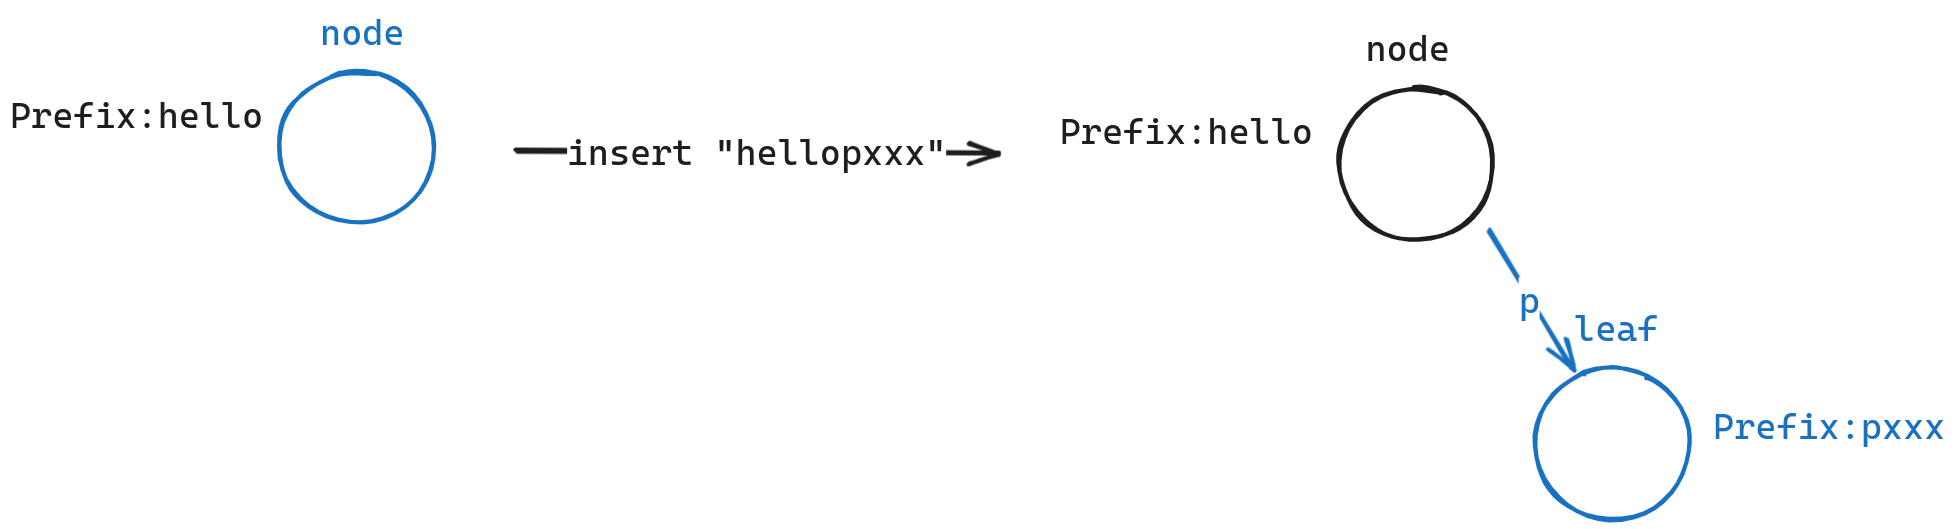 node
Prefix:hello
insert "hellopxxx"
node
Prefix:hello
p
leaf
Prefix:pxxx